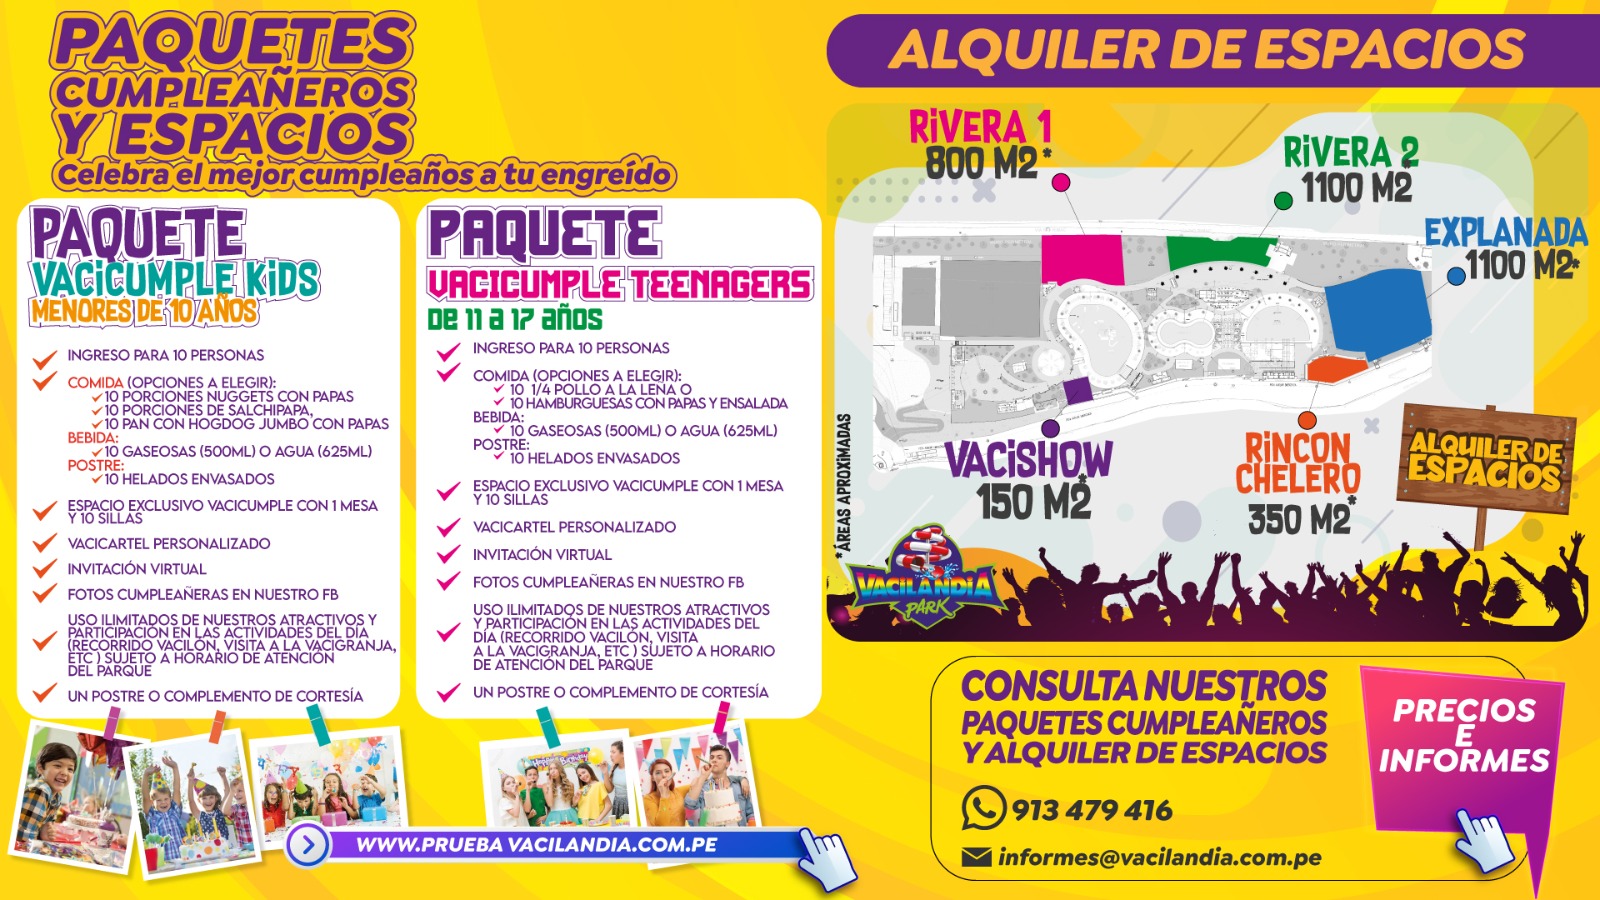 PAQUETES
CUMPLEAÑEROS
Y ESPACIOS
Celebra el mejor cumpleaños a tu engreído
PAQUETE
VACiCUMPLE KiDS
MENORES DE 10 AÑOS
INGRESO PARA 10 PERSONAS
COMIDA (OPCIONES A ELEGIR):
10 PORCIONES NUGGETS CON PAPAS
10 PORCIONES DE SALCHIPAPA,
10 PAN CON HOGDOG JUMBO CON PAPAS
BEBIDA:
10 GASEOSAS (500ML) O AGUA (625ML)
POSTRE:
10 HELADOS ENVASADOS
ESPACIO EXCLUSIVO VACICUMPLE CON 1 MESA
Y 10 SILLAS
VACICARTEL PERSONALIZADO
INVITACIÓN VIRTUAL
FOTOS CUMPLEAÑERAS EN NUESTRO FB
USO ILIMITADOS DE NUESTROS ATRACTIVOS Y
PARTICIPACIÓN EN LAS ACTIVIDADES DEL DÍA
(RECORRIDO VACILÓN, VISITA A LA VACIGRANJA,
ETC ) SUJETO A HORARIO DE ATENCIÓN
DEL PARQUE
UN POSTRE O COMPLEMENTO DE CORTESÍA
PAQUETE
VACICUMPLE TEENAGERS
DE 11 A 17 AÑOS
INGRESO PARA 10 PERSONAS
COMIDA (OPCIONES A ELEGIR):
10 1/4 POLLO A LA LEÑA O
10 HAMBURGUESAS CON PAPAS Y ENSALADA
BEBIDA:
10 GASEOSAS (500ML) O AGUA (625ML)
POSTRE:
10 HELADOS ENVASADOS
ESPACIO EXCLUSIVO VACICUMPLE CON 1 MESA
Y 10 SILLAS
VACICARTEL PERSONALIZADO
INVITACIÓN VIRTUAL
FOTOS CUMPLEAÑERAS EN NUESTRO FB
USO ILIMITADOS DE NUESTROS ATRACTIVOS
Y PARTICIPACIÓN EN LAS ACTIVIDADES DEL
DÍA (RECORRIDO VACILÓN, VISITA
A LA VACIGRANJA, ETC ) SUJETO A HORARIO
DE ATENCIÓN DEL PARQUE
UN POSTRE O COMPLEMENTO DE CORTESÍA
WWW.PRUEBA VACILANDIA.COM.PE
ALQUILER DE ESPACIOS
RiVERA 1
800 M2*
RiVERA 2
1100 M2*
EXPLANADA
1100 M2*
VACiSHOW
150 M2*
RiNCON
CHELERO
350 M2*
*ÁREAS APROXiMADAS
ALQUiLER DE
ESPACiOS
VACiLANDiA
PARK
CONSULTA NUESTROS
PAQUETES CUMPLEAÑEROS
Y ALQUILER DE ESPACIOS
913 479 416
informes@vacilandia.com.pe
PRECIOS
E
INFORMES